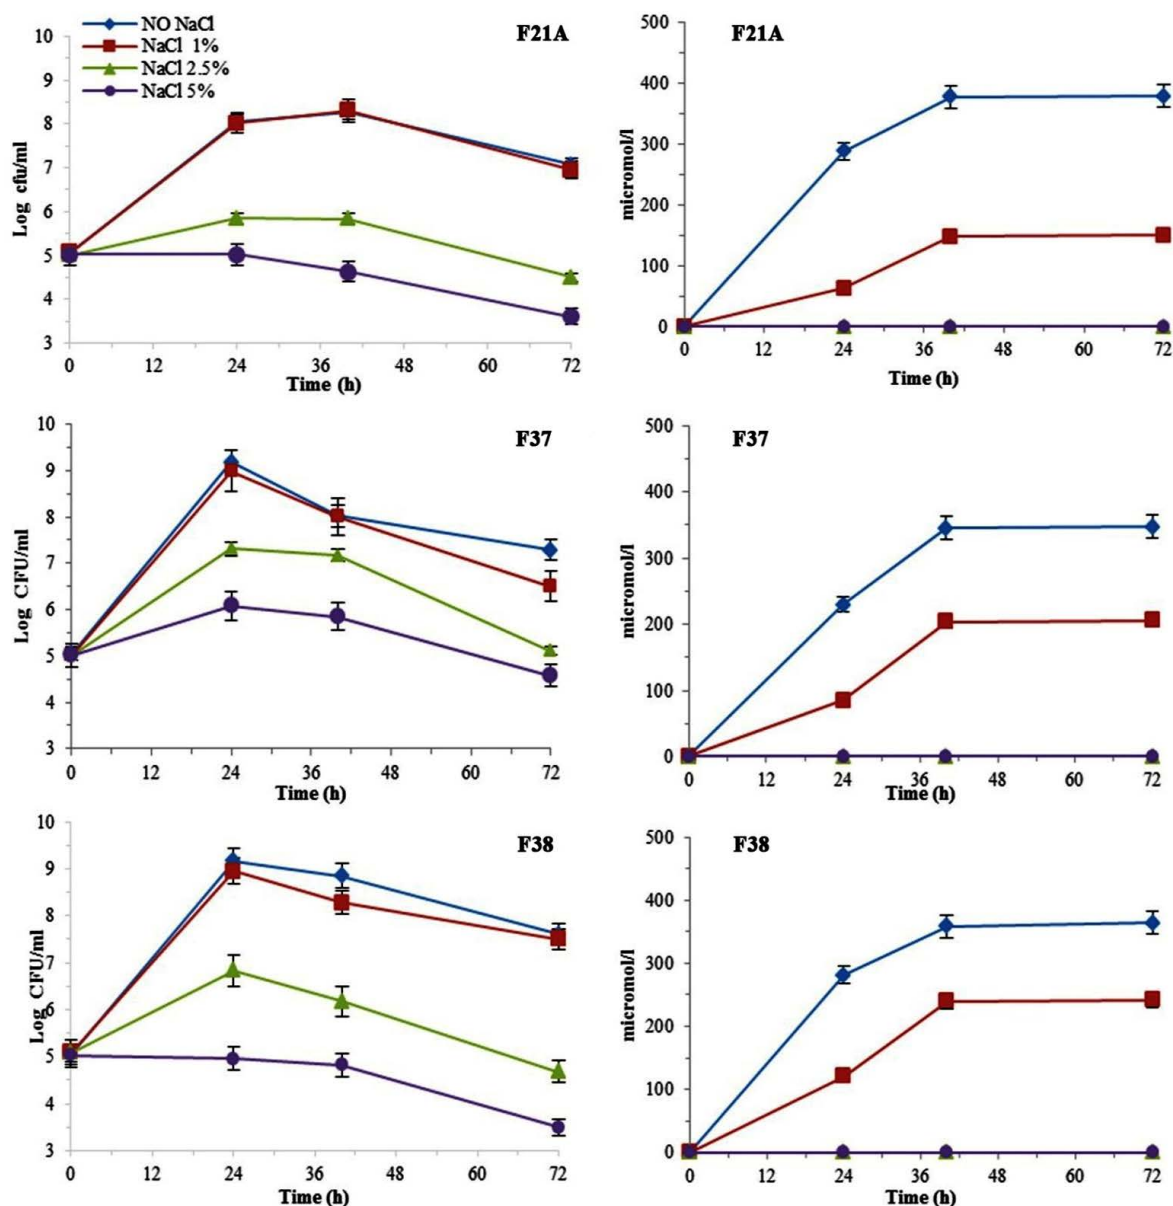 NO NaCl
NaCl 1%
NaCl 2.5%
NaCl 5%
F21A
10
9
8
7
6
5
4
3
Log cfu/ml
0 12 24 36 48 60 72
Time (h)
F21A
500
400
300
200
100
0
micromol/l
0 12 24 36 48 60 72
Time (h)
F37
10
9
8
7
6
5
4
3
Log CFU/ml
0 12 24 36 48 60 72
Time (h)
F37
500
400
300
200
100
0
micromol/l
0 12 24 36 48 60 72
Time (h)
F38
10
9
8
7
6
5
4
3
Log CFU/ml
0 12 24 36 48 60 72
Time (h)
F38
500
400
300
200
100
0
micromol/l
0 12 24 36 48 60 72
Time (h)